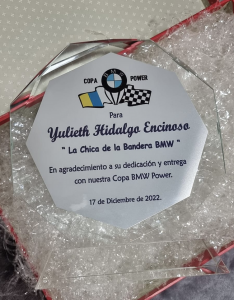 COPA POWER
Para
Yulieth Hidalgo Encinoso
" La Chica de la Bandera BMW "
En agradecimiento a su dedicación y entrega
con nuestra Copa BMW Power.
17 de Diciembre de 2022.